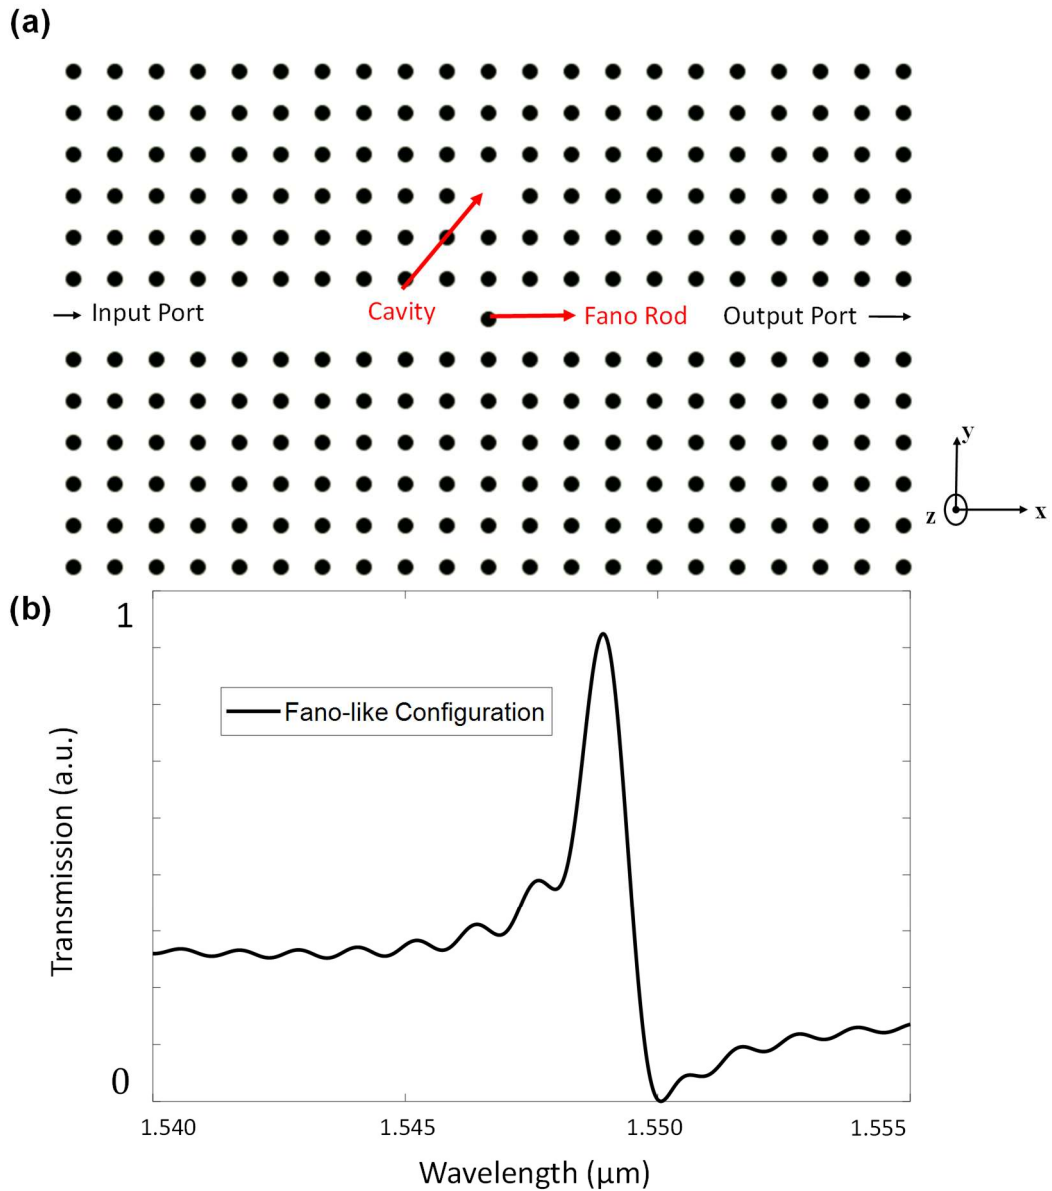 (a)
Input Port
Cavity
Fano Rod
Output Port
y
z
x
(b)
1
Fano-like Configuration
Transmission (a.u.)
0
1.540
1.545
1.550
1.555
Wavelength (μm)